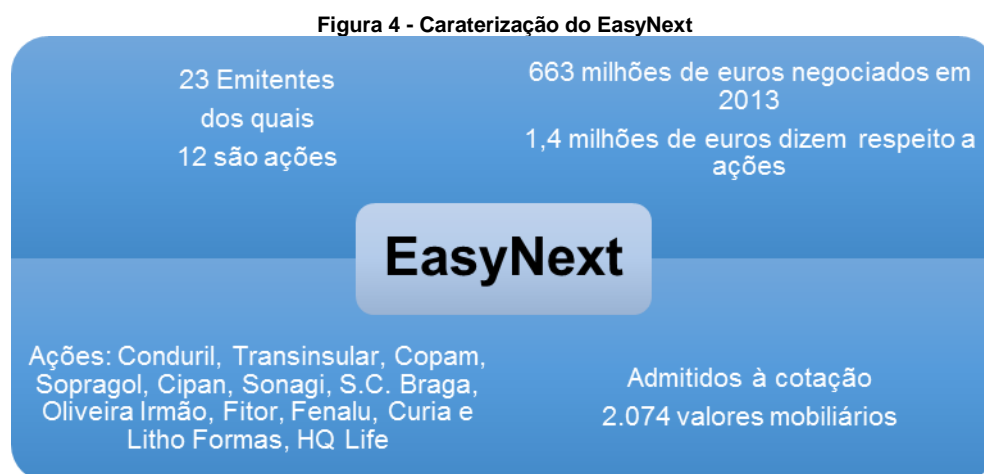 Figura 4 - Caraterização do EasyNext
23 Emitentes
dos quais
12 são ações
663 milhões de euros negociados em
2013
1,4 milhões de euros dizem respeito a
ações
EasyNext
Ações: Conduril, Transinsular, Copam,
Sopragol, Cipan, Sonagi, S.C. Braga,
Oliveira Irmão, Fitor, Fenalu, Curia e
Litho Formas, HQ Life
Admitidos à cotação
2.074 valores mobiliários